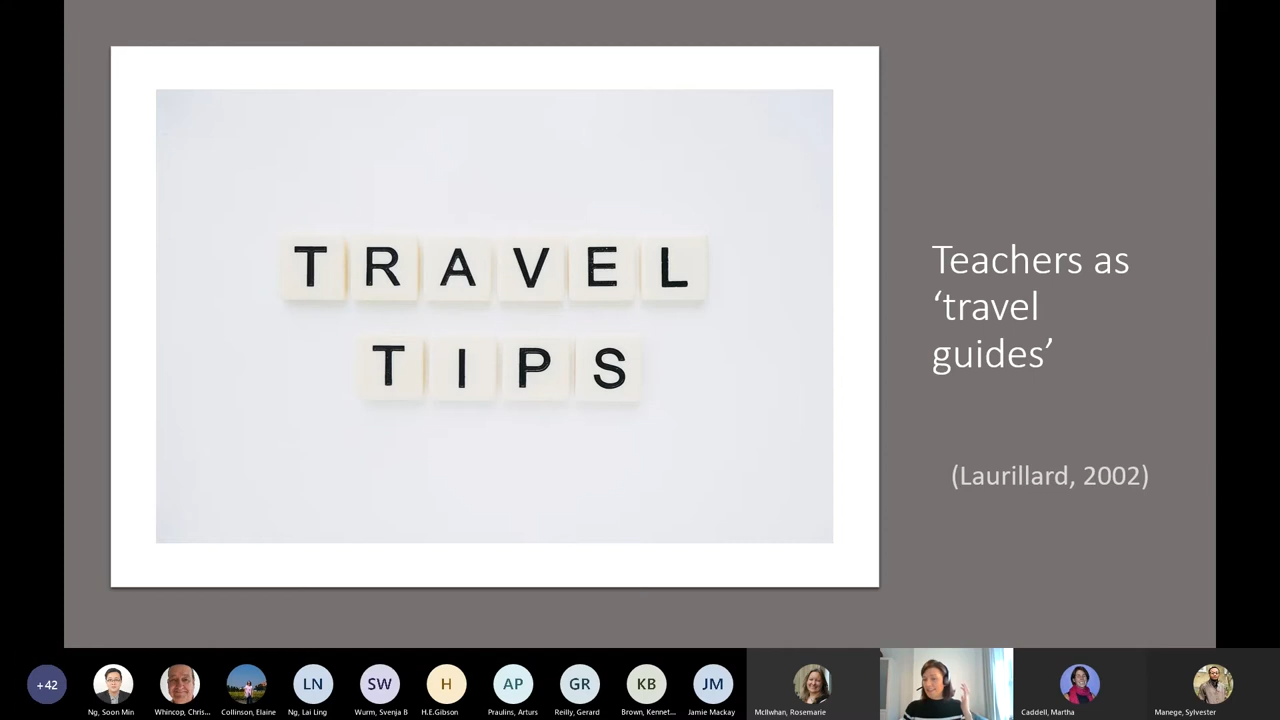 TRAVEL
TIPS
Teachers as
‘travel
guides’
(Laurillard, 2002)
+42
LN
SW
H
AP
GR
KB
JM
Ng, Soon Min
Whincop, Chris...
Collinson, Elaine
Ng, Lai Ling
Wurm, Svenja B
H.E.Gibson
Paulins, Arturs
Reilly, Gerard
Brown, Kennet...
Jamie Mackay
McIlwhan, Rosemarie
Caddell, Martha
Manege, Sylvester